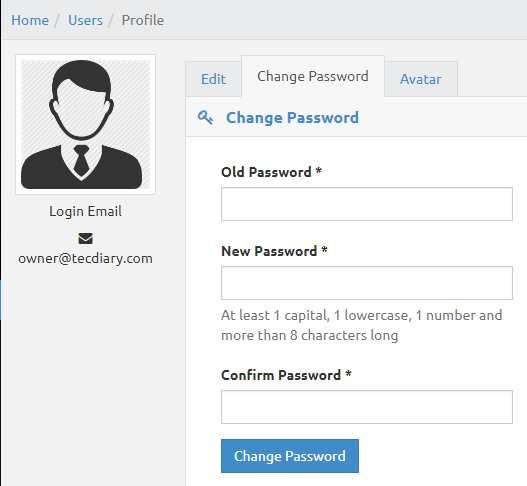 Home / Users / Profile
Login Email
owner@tecdiary.com
Edit
Change Password
Avatar
Change Password
Old Password *
New Password *
At least 1 capital, 1 lowercase, 1 number and
more than 8 characters long
Confirm Password *
Change Password